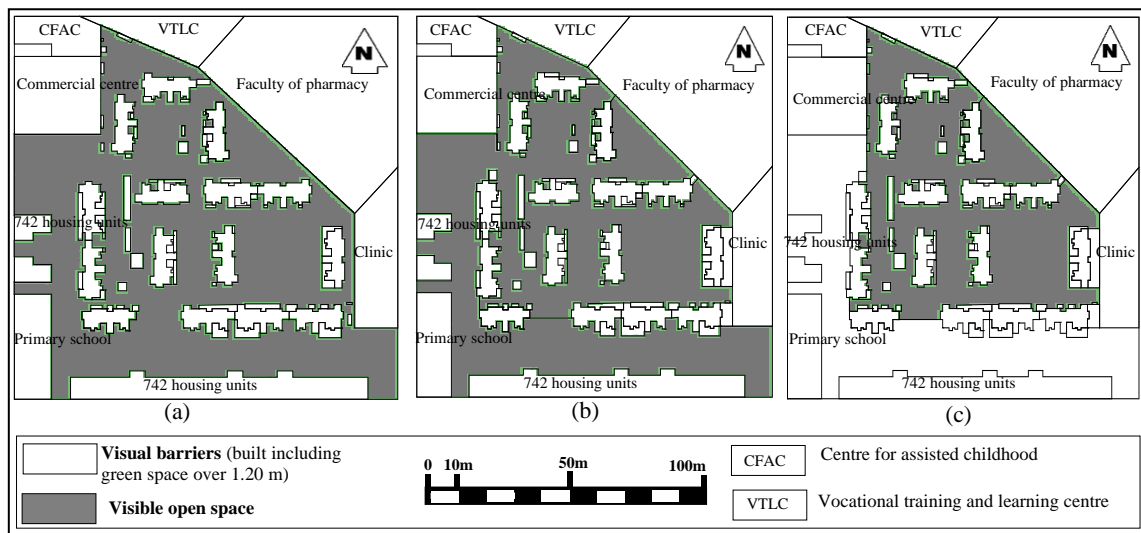 CFAC
VTLC
N
Commercial centre
Faculty of pharmacy
742 housing units
Clinic
Primary school
742 housing units
(a)
CFAC
VTLC
N
Commercial centre
Faculty of pharmacy
742 housing units
Clinic
Primary school
742 housing units
(b)
CFAC
VTLC
N
Commercial centre
Faculty of pharmacy
742 housing units
Clinic
Primary school
742 housing units
(c)
Visual barriers (built including
green space over 1.20 m)
Visible open space
0 10m 50m 100m
CFAC Centre for assisted childhood
VTLC Vocational training and learning centre